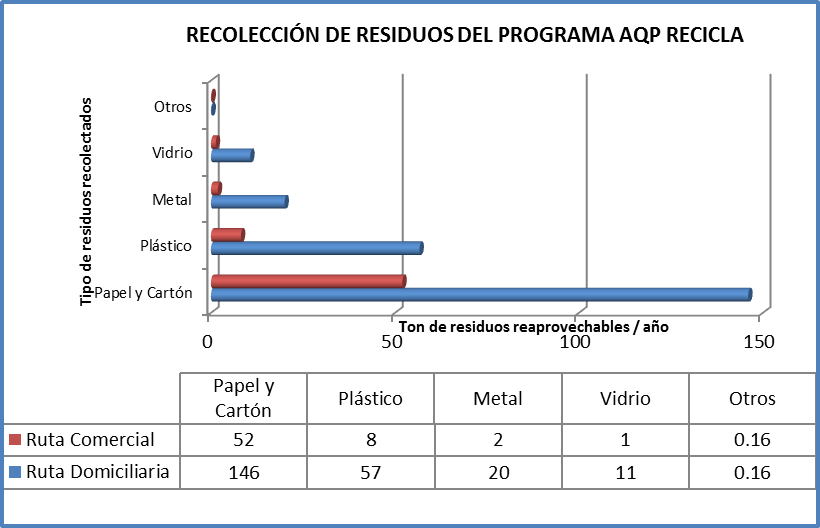 RECOLECCIÓN DE RESIDUOS DEL PROGRAMA AQP RECICLA
Tipo de residuos recolectados
Otros
Vidrio
Metal
Plástico
Papel y Cartón
0 50 100 150
Ton de residuos reaprovechables / año
Papel y Cartón Plástico Metal Vidrio Otros
Ruta Comercial 52 8 2 1 0.16
Ruta Domiciliaria 146 57 20 11 0.16